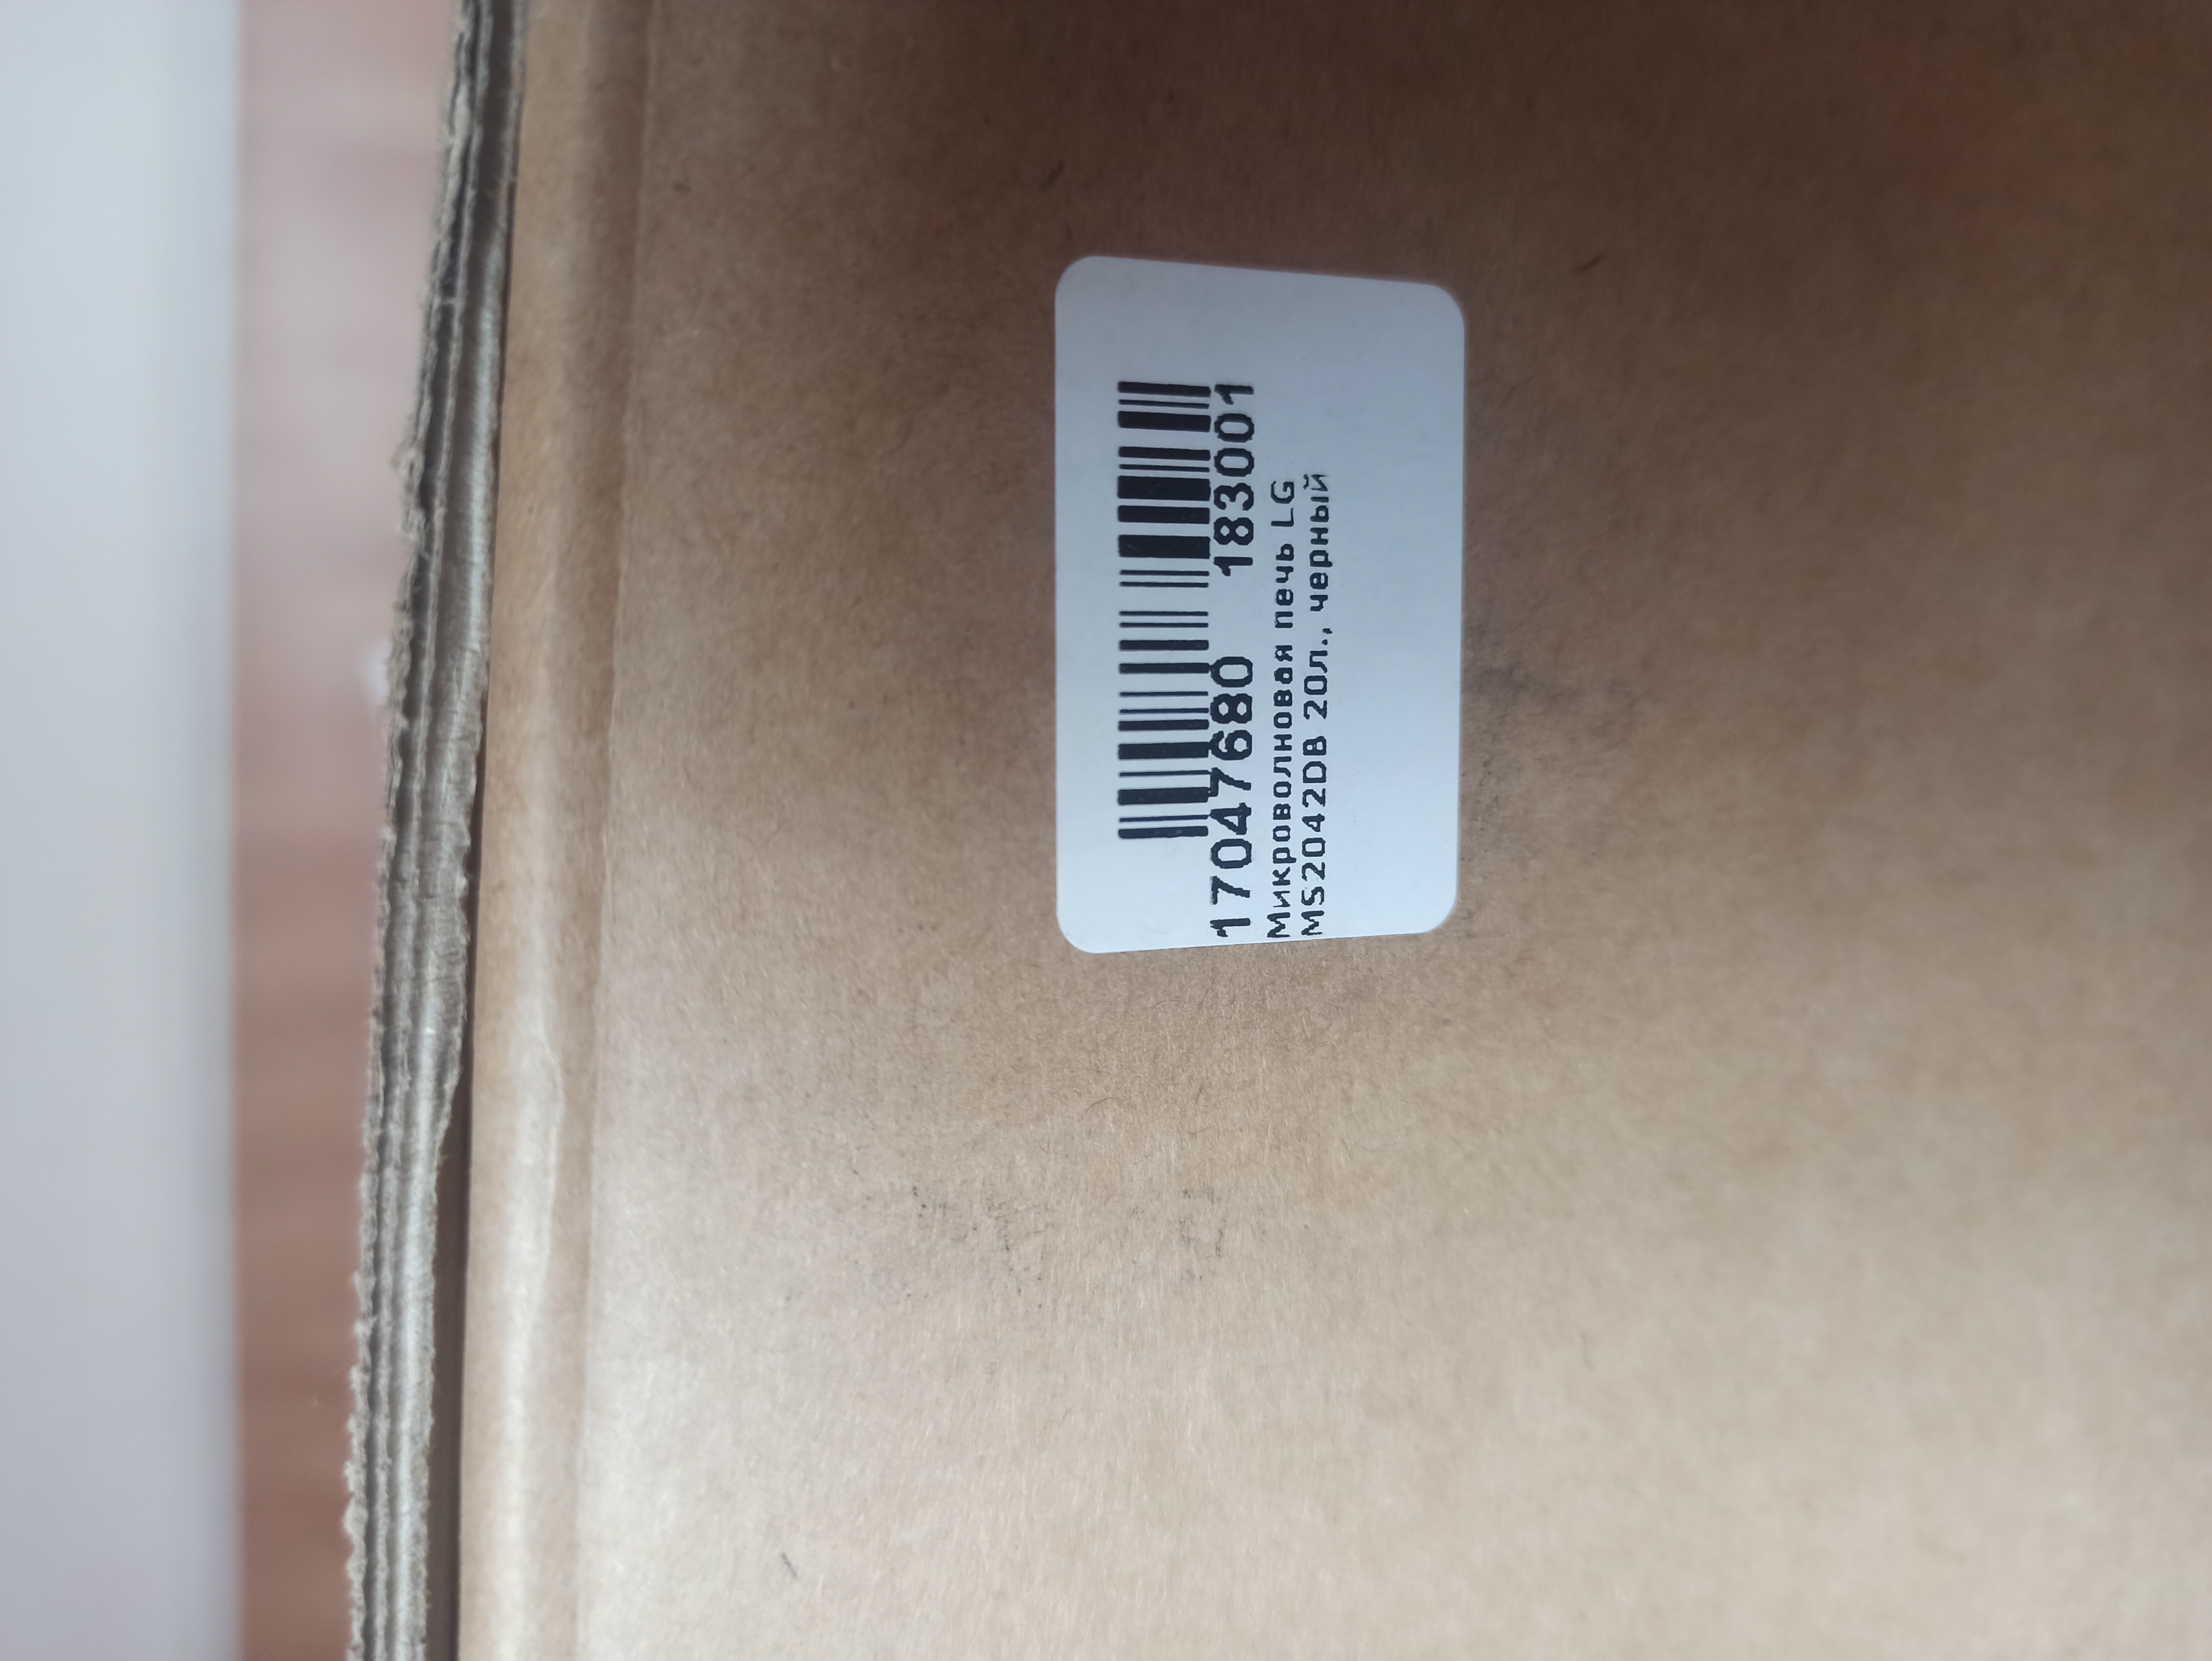 17047680 183001
Микроволновая печь LG
MS2042DB 20л., черный